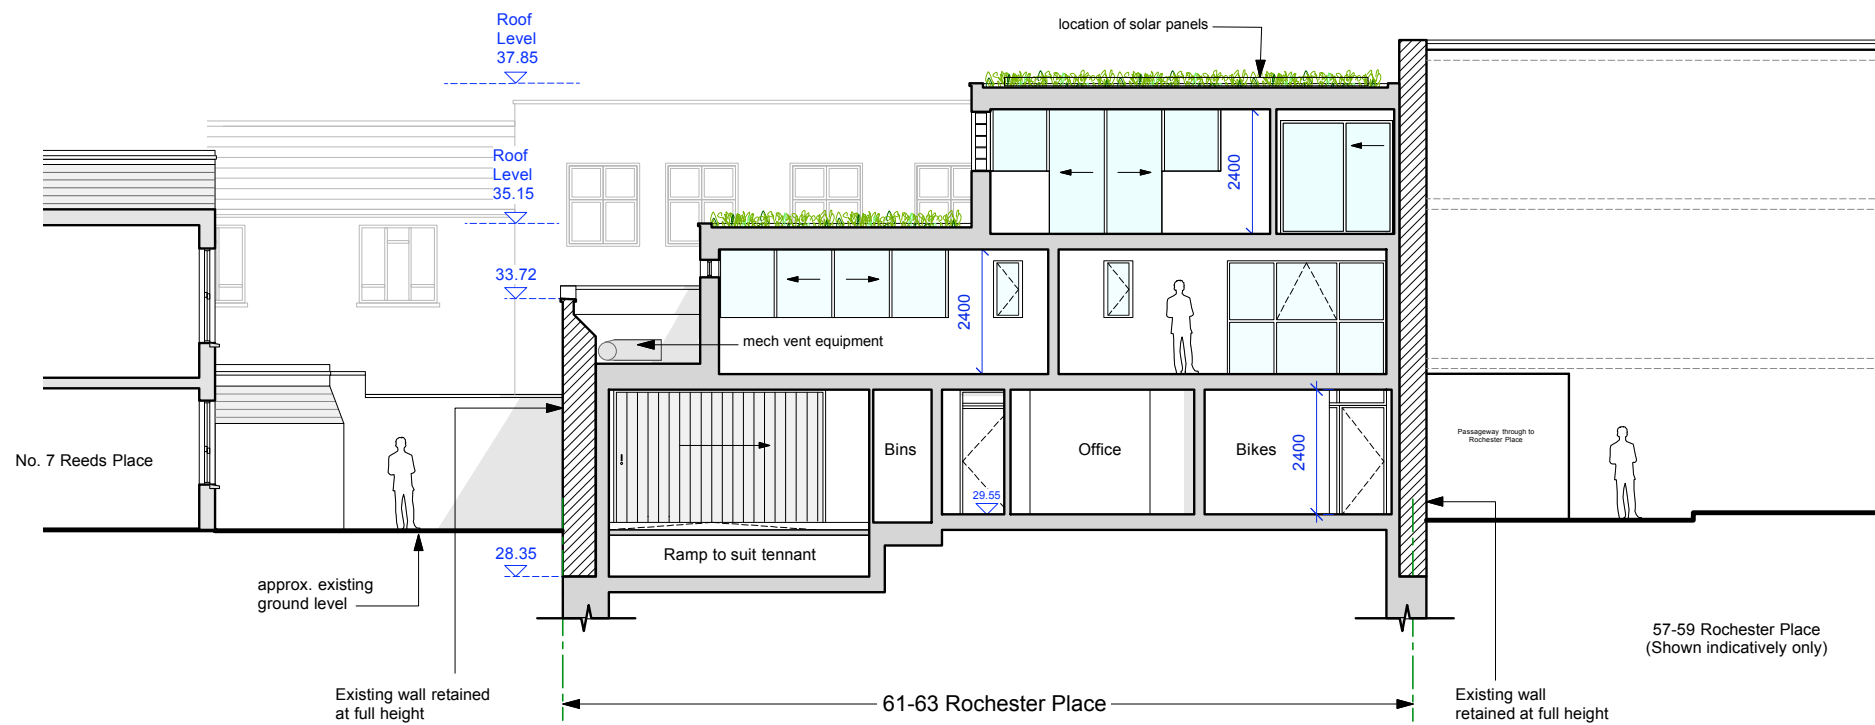 location of solar panels
Roof
Level
37.85
Roof
Level
35.15
2400
33.72
2400
mech vent equipment
No. 7 Reeds Place
Bins
Office
Bikes
2400
Passageway through to
Rochester Place
29.55
28.35
Ramp to suit tennant
approx. existing
ground level
57-59 Rochester Place
(Shown indicatively only)
Existing wall retained
at full height
61-63 Rochester Place
Existing wall
retained at full height